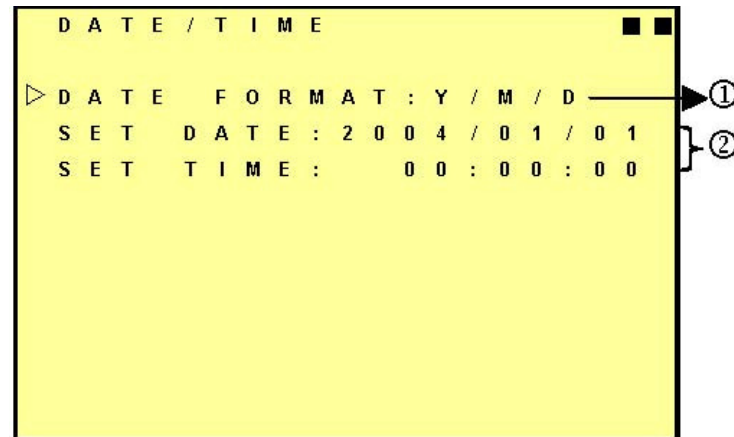 DATE/TIME ■ ■
▷ DATE FORMAT:Y/M/D ①
SET DATE:2004/01/01
SET TIME: 00:00:00 ②